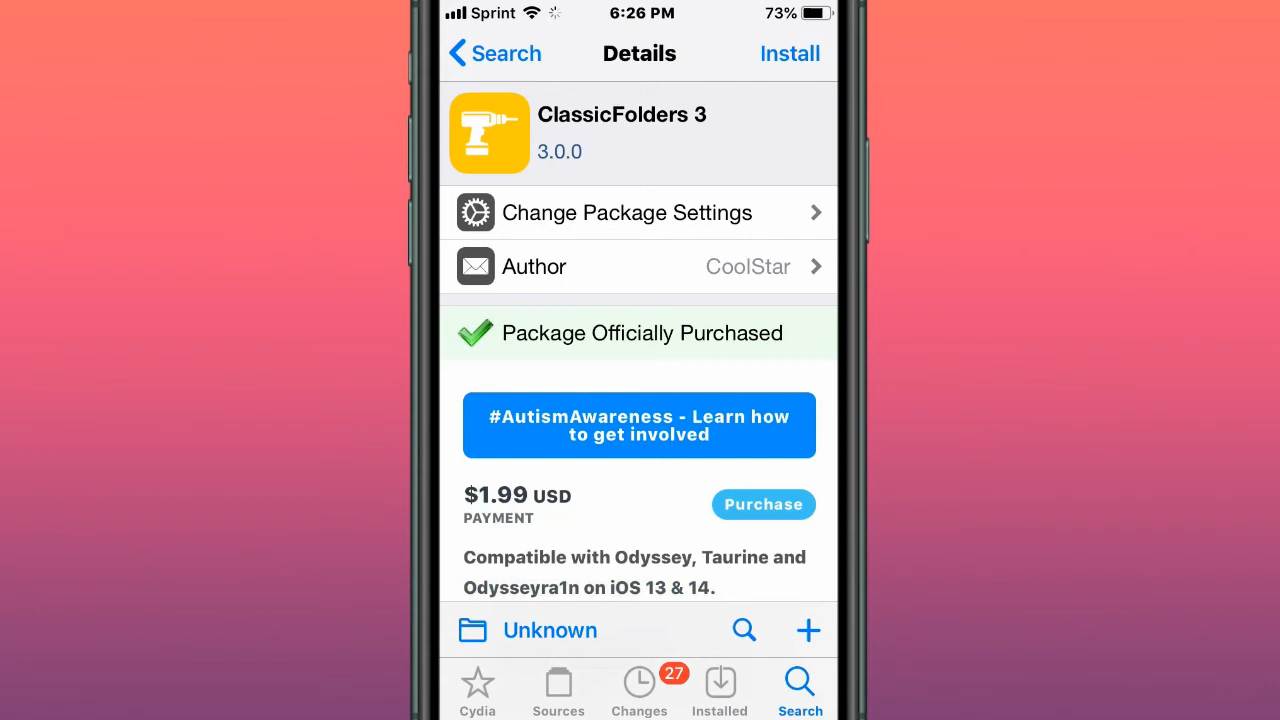 Sprint 6:26 PM 73%
Search Details Install
ClassicFolders 3
3.0.0
Change Package Settings
Author CoolStar
Package Officially Purchased
#AutismAwareness - Learn how
to get involved
$1.99 USD
PAYMENT
Purchase
Compatible with Odyssey, Taurine and
Odysseyra1n on iOS 13 & 14.
Unknown
27
Cydia Sources Changes Installed Search